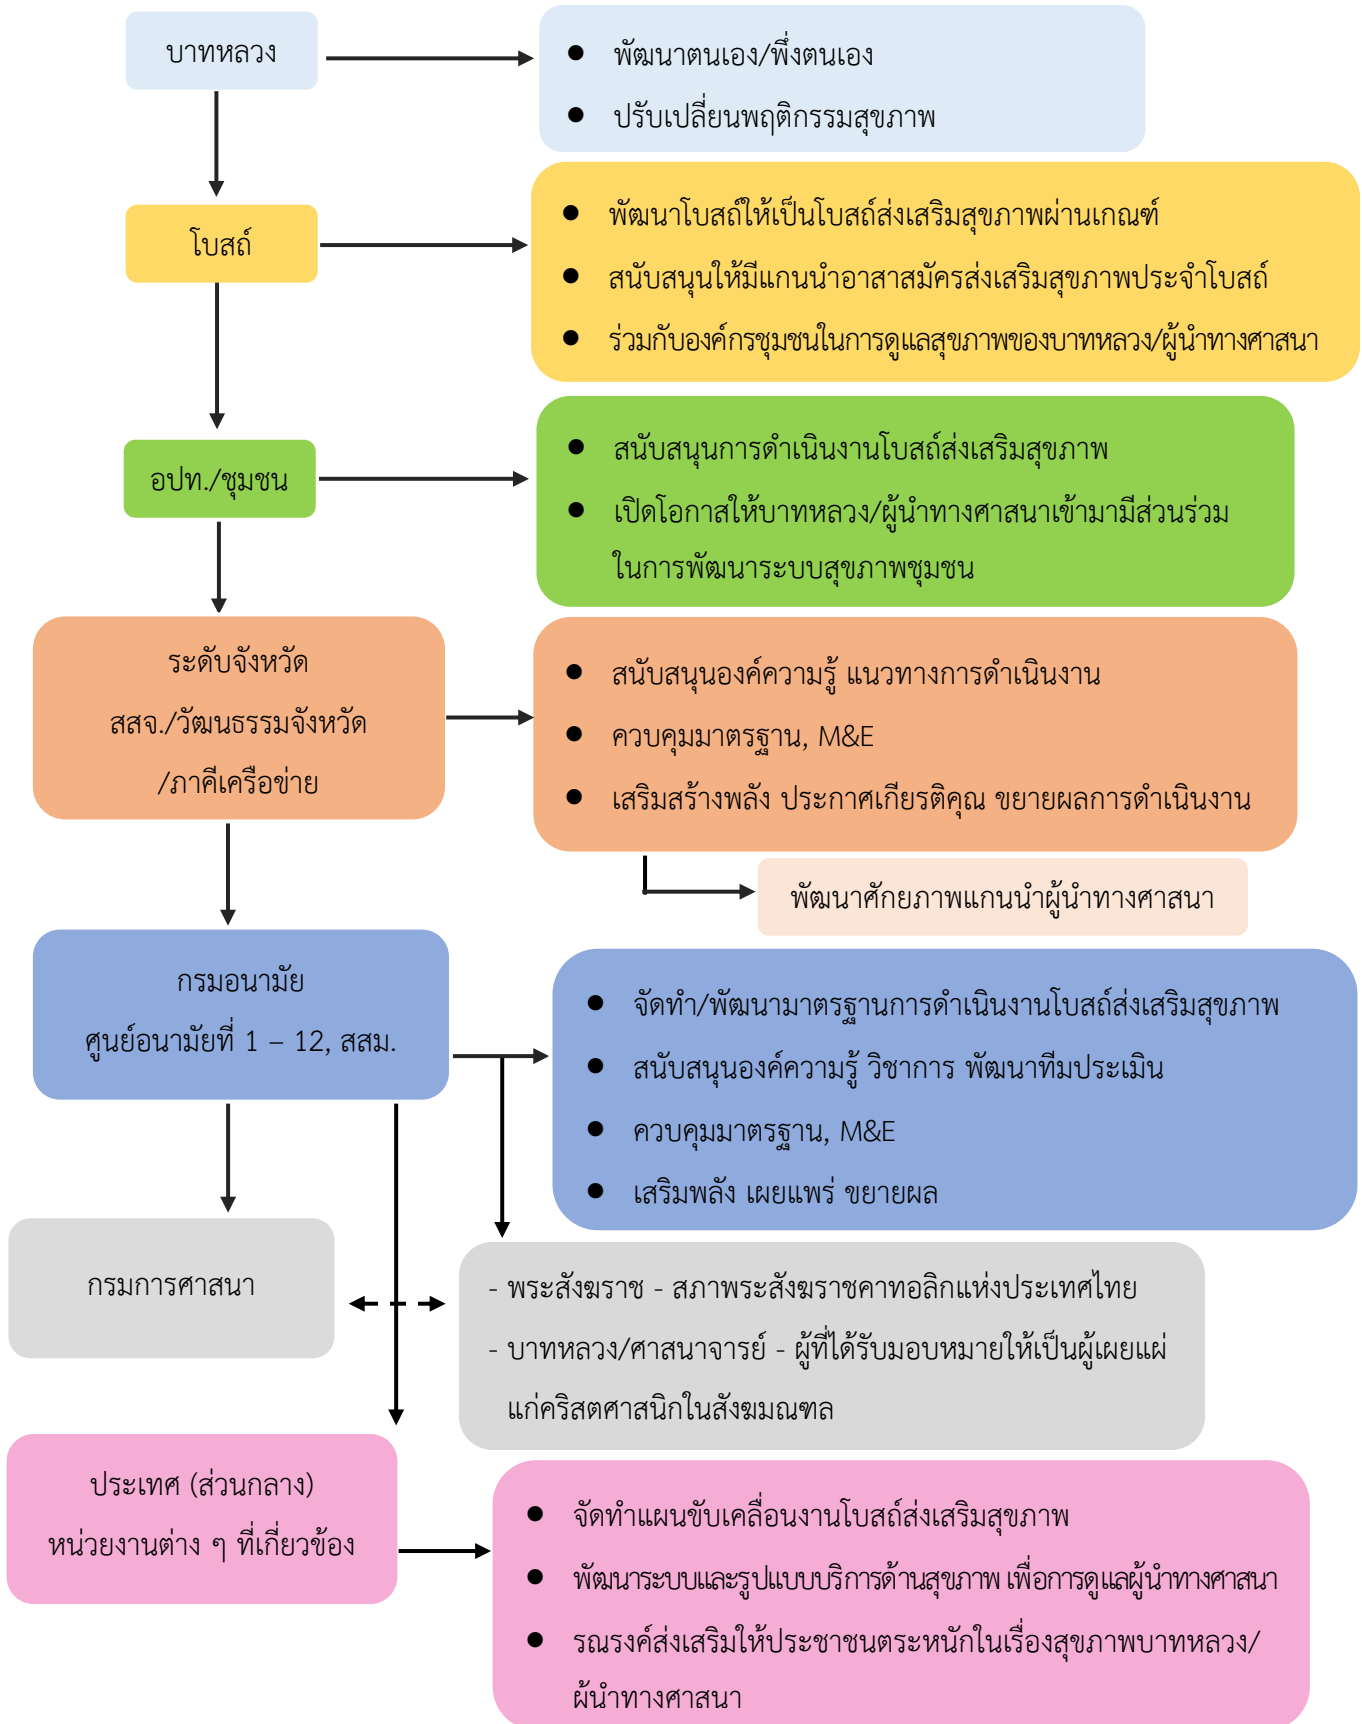 บาทหลวง
● พัฒนาตนเอง/พึ่งตนเอง
● ปรับเปลี่ยนพฤติกรรมสุขภาพ
โบสถ์
● พัฒนาโบสถ์ให้เป็นโบสถ์ส่งเสริมสุขภาพผ่านเกณฑ์
● สนับสนุนให้มีแกนนำอาสาสมัครส่งเสริมสุขภาพประจำโบสถ์
● ร่วมกับองค์กรชุมชนในการดูแลสุขภาพของบาทหลวง/ผู้นำทางศาสนา
อปท./ชุมชน
● สนับสนุนการดำเนินงานโบสถ์ส่งเสริมสุขภาพ
● เปิดโอกาสให้บาทหลวง/ผู้นำทางศาสนาเข้ามามีส่วนร่วม
ในการพัฒนาระบบสุขภาพชุมชน
ระดับจังหวัด
สสจ./วัฒนธรรมจังหวัด
/ภาคีเครือข่าย
● สนับสนุนองค์ความรู้ แนวทางการดำเนินงาน
● ควบคุมมาตรฐาน, M&E
● เสริมสร้างพลัง ประกาศเกียรติคุณ ขยายผลการดำเนินงาน
พัฒนาศักยภาพแกนนำผู้นำทางศาสนา
กรมอนามัย
ศูนย์อนามัยที่ 1 – 12, สสม.
● จัดทำ/พัฒนามาตรฐานการดำเนินงานโบสถ์ส่งเสริมสุขภาพ
● สนับสนุนองค์ความรู้ วิชาการ พัฒนาทีมประเมิน
● ควบคุมมาตรฐาน, M&E
● เสริมพลัง เผยแพร่ ขยายผล
กรมการศาสนา
- พระสังฆราช - สภาพระสังฆราชคาทอลิกแห่งประเทศไทย
- บาทหลวง/ศาสนาจารย์ - ผู้ที่ได้รับมอบหมายให้เป็นผู้เผยแผ่
แก่คริสตศาสนิกในสังฆมณฑล
ประเทศ (ส่วนกลาง)
หน่วยงานต่าง ๆ ที่เกี่ยวข้อง
● จัดทำแผนขับเคลื่อนงานโบสถ์ส่งเสริมสุขภาพ
● พัฒนาระบบและรูปแบบบริการด้านสุขภาพ เพื่อการดูแลผู้นำทางศาสนา
● รณรงค์ส่งเสริมให้ประชาชนตระหนักในเรื่องสุขภาพบาทหลวง/
ผู้นำทางศาสนา